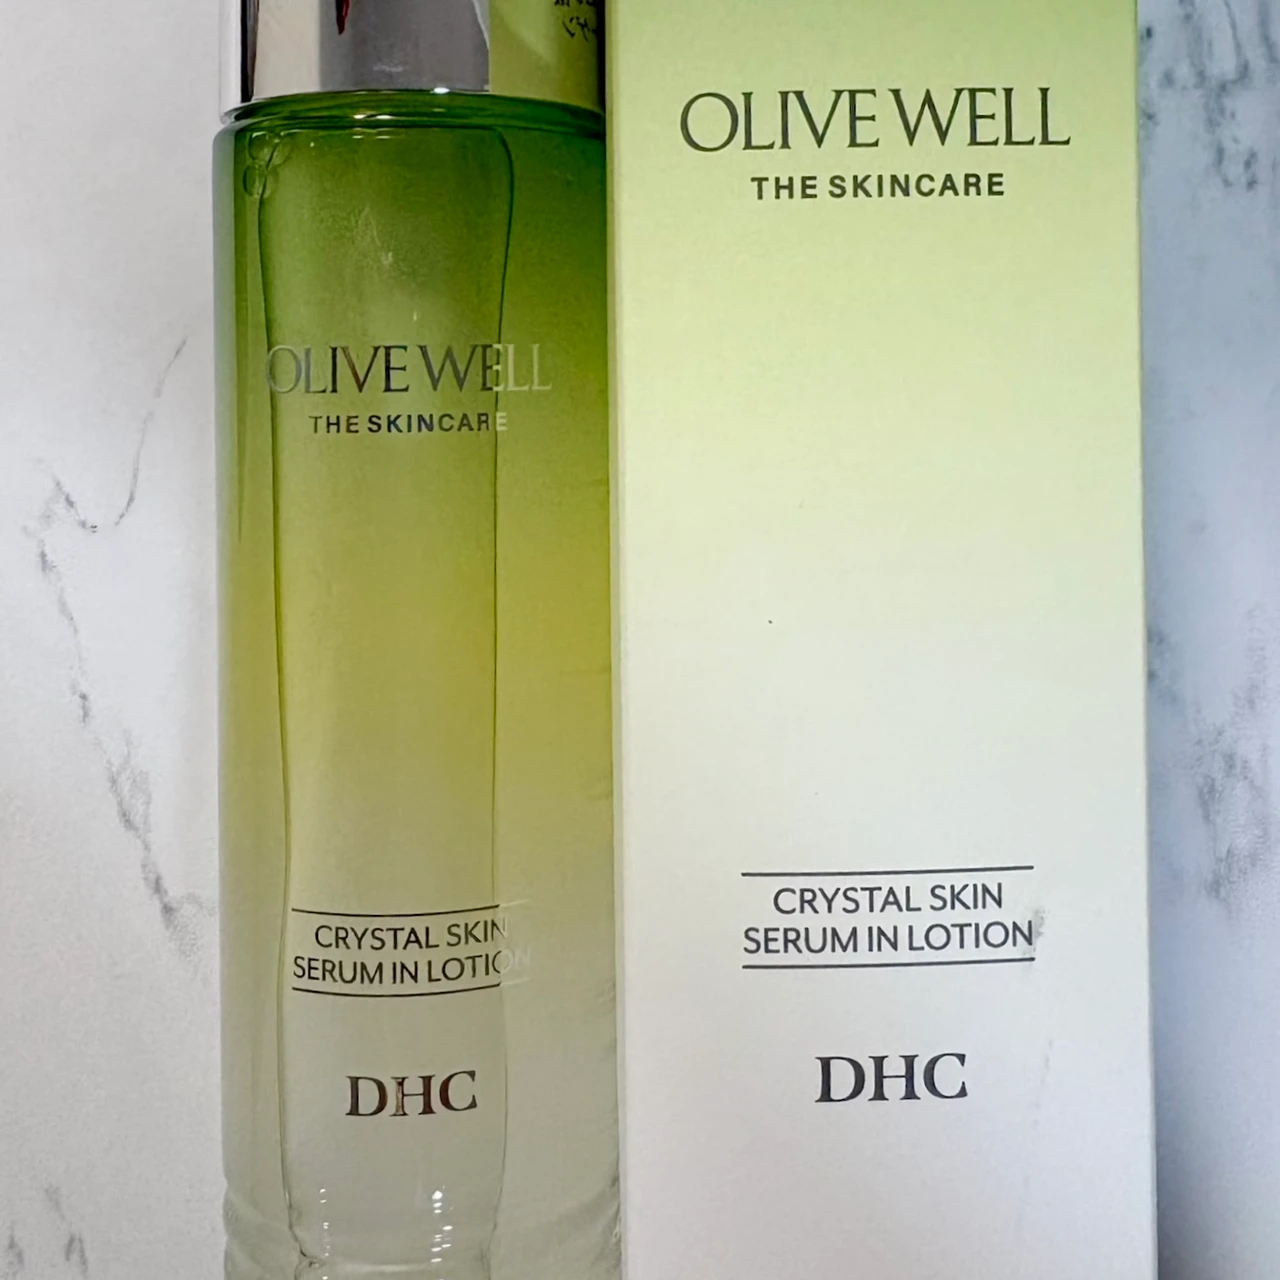 OLIVE WELL
THE SKINCARE
CRYSTAL SKIN
SERUM IN LOTION
DHC
OLIVE WELL
THE SKINCARE
CRYSTAL SKIN
SERUM IN LOTION
DHC